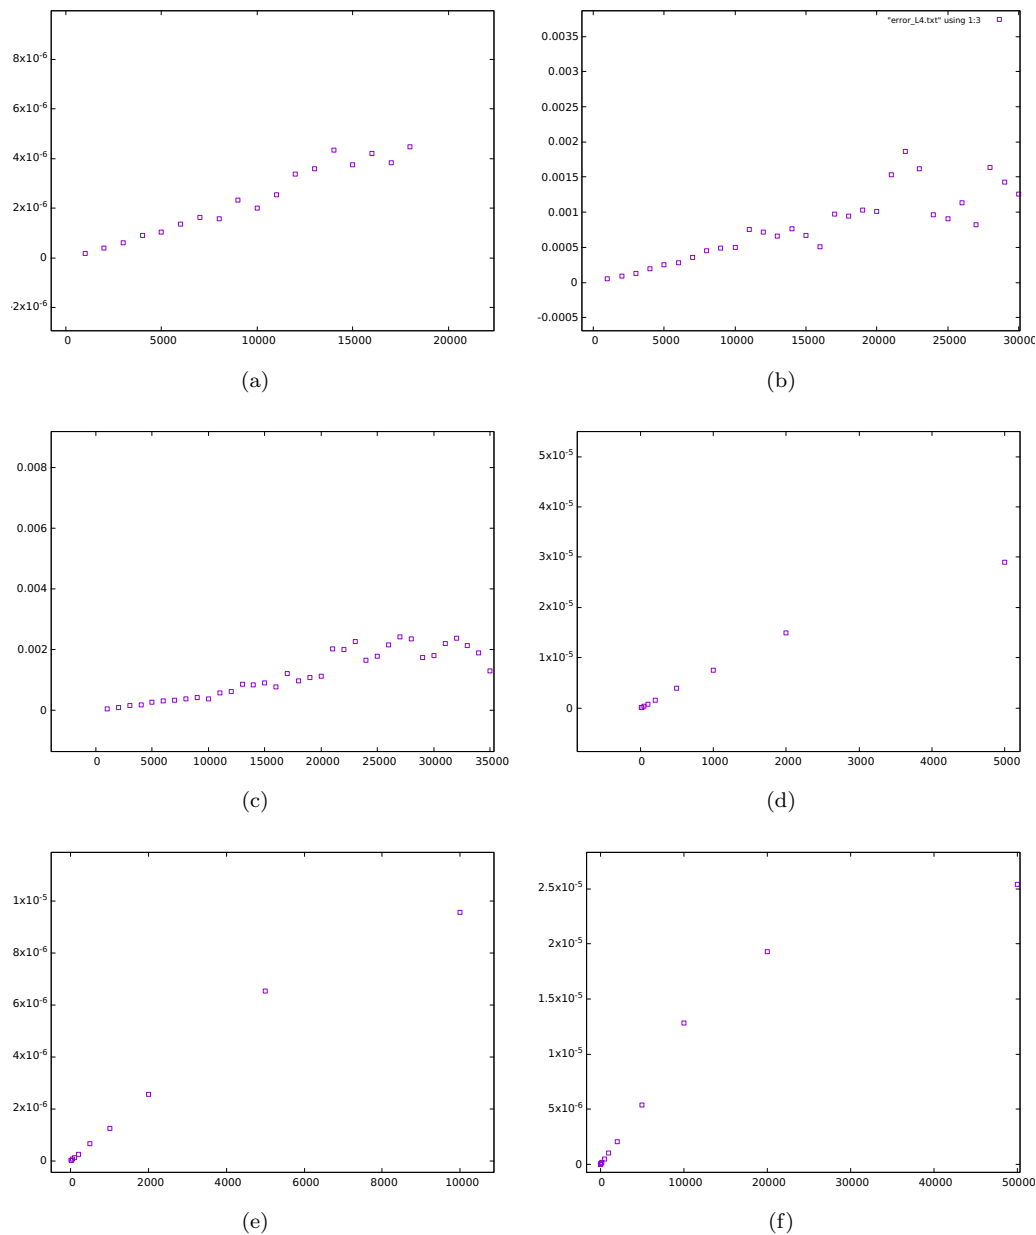 8x10-6
6x10-6
4x10-6
2x10-6
0
-2x10-6
0 5000 10000 15000 20000
(a)
"error_L4.txt" using 1:3
0.0035
0.003
0.0025
0.002
0.0015
0.001
0.0005
0
-0.0005
0 5000 10000 15000 20000 25000 30000
(b)
0.008
0.006
0.004
0.002
0
0 5000 10000 15000 20000 25000 30000 35000
(c)
5x10-5
4x10-5
3x10-5
2x10-5
1x10-5
0
0 1000 2000 3000 4000 5000
(d)
1x10-5
8x10-6
6x10-6
4x10-6
2x10-6
0
0 2000 4000 6000 8000 10000
(e)
2.5x10-5
2x10-5
1.5x10-5
1x10-5
5x10-6
0
0 10000 20000 30000 40000 50000
(f)